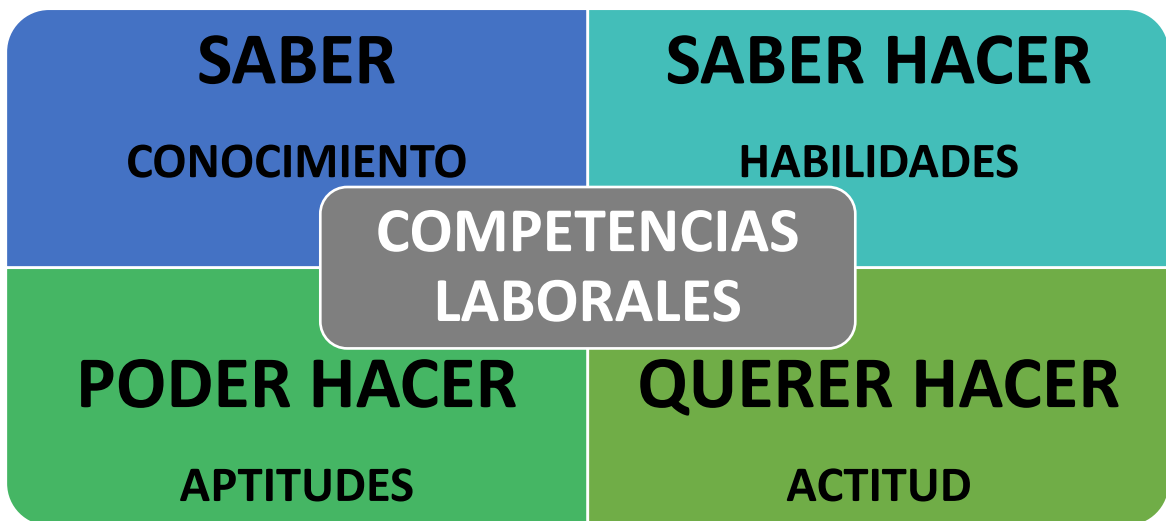 SABER
CONOCIMIENTO
SABER HACER
HABILIDADES
COMPETENCIAS
LABORALES
PODER HACER
APTITUDES
QUERER HACER
ACTITUD